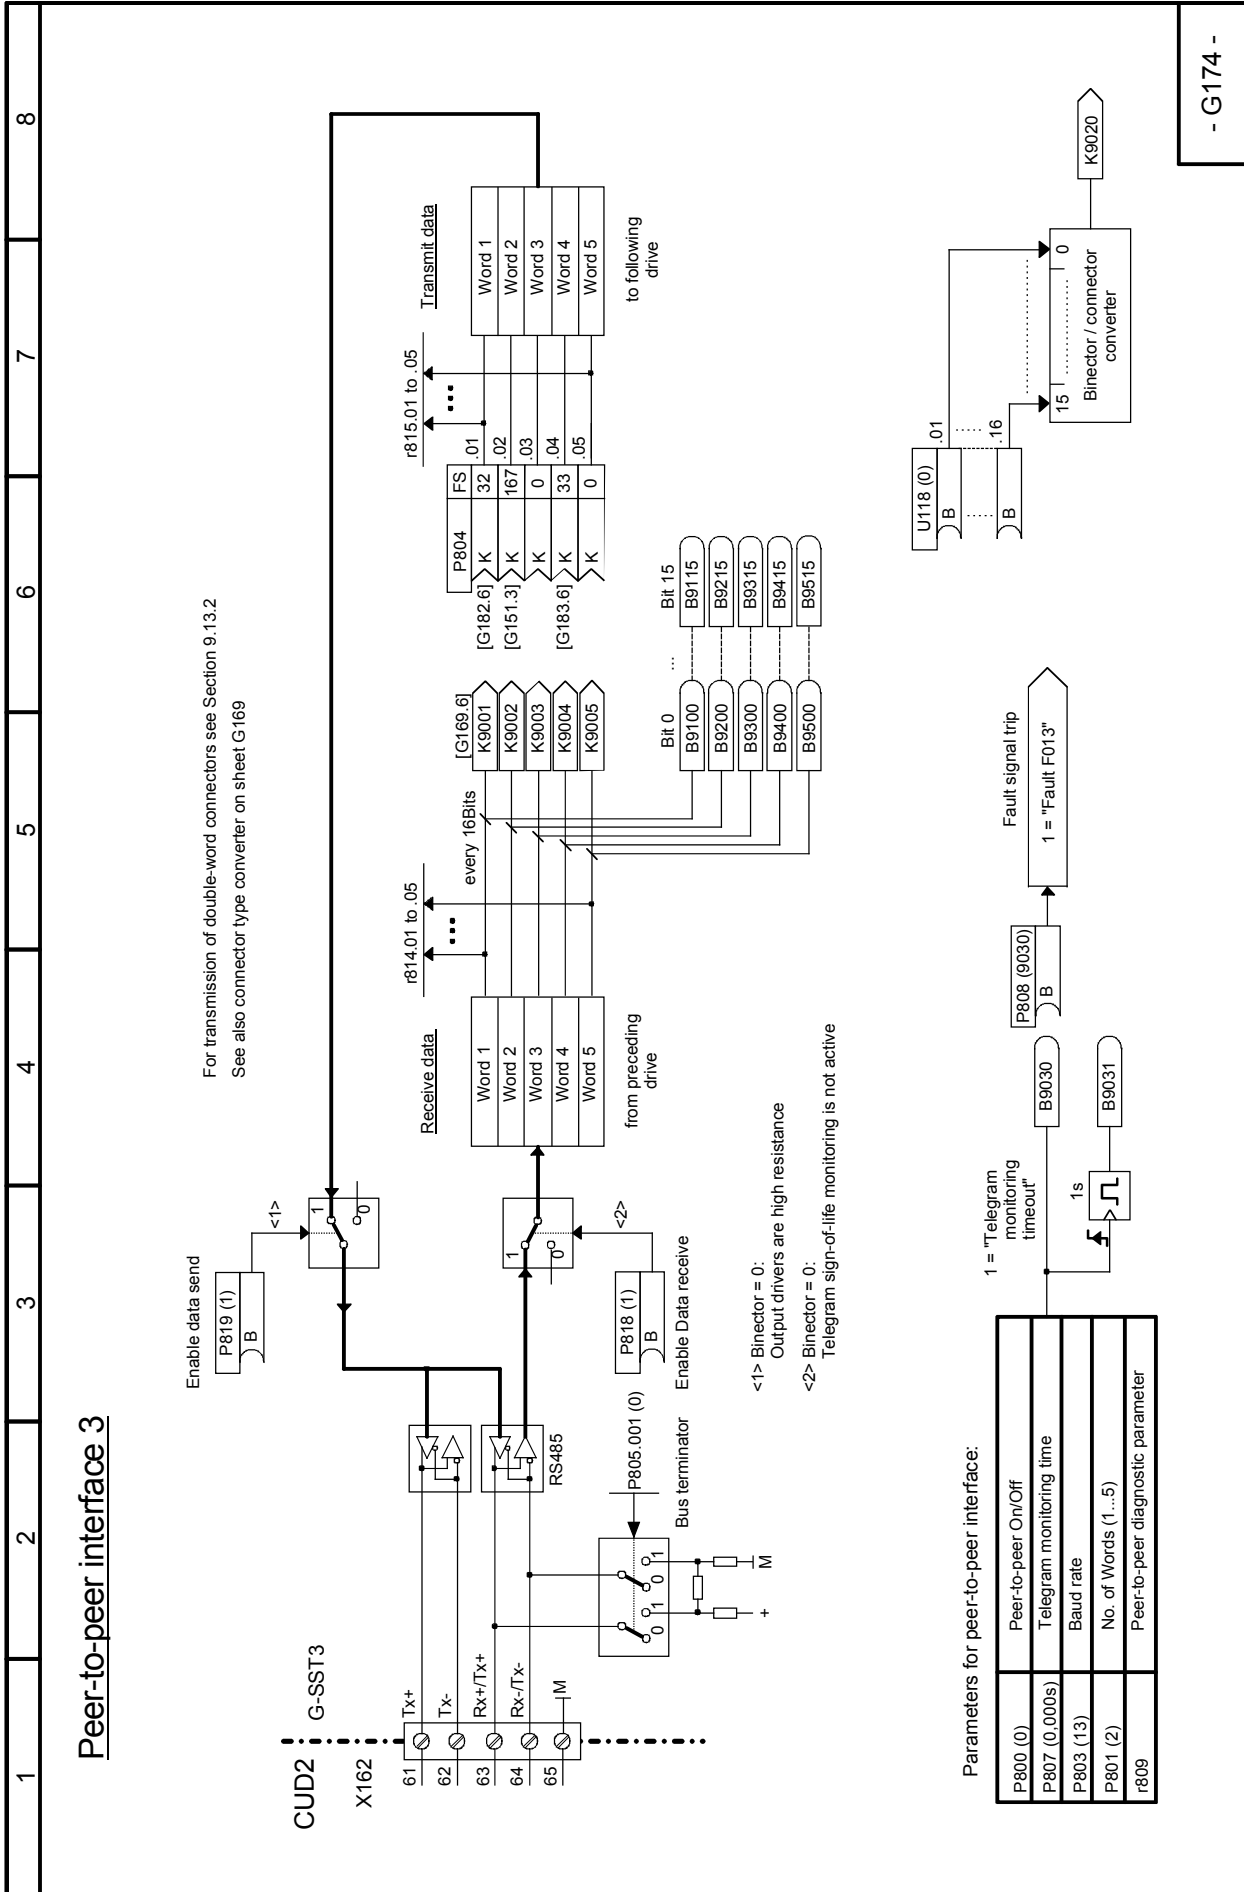 1 2 3 4 5 6 7 8
Peer-to-peer interface 3
For transmission of double-word connectors see Section 9.13.2
See also connector type converter on sheet G169
Enable data send
P819 (1)
B
<1>
1
0
CUD2
G-SST3
X162
61 Tx+
62 Tx-
63 Rx+/Tx+
64 Rx-/Tx-
65 M
RS485
P805.001 (0)
Bus terminator
0 1 0 1
+ M
1
0
<2>
P818 (1)
B
Enable Data receive
<1> Binector = 0:
Output drivers are high resistance
<2> Binector = 0:
Telegram sign-of-life monitoring is not active
Receive data
Word 1
Word 2
Word 3
Word 4
Word 5
from preceding
drive
r814.01 to .05
every 16Bits
[G169.6]
K9001
K9002
K9003
K9004
K9005
Bit 0 ... Bit 15
B9100 B9115
B9200 B9215
B9300 B9315
B9400 B9415
B9500 B9515
P804 FS
[G182.6] K 32 .01
[G151.3] K 167 .02
K 0 .03
[G183.6] K 33 .04
K 0 .05
r815.01 to .05
Transmit data
Word 1
Word 2
Word 3
Word 4
Word 5
to following
drive
Parameters for peer-to-peer interface:
P800 (0) Peer-to-peer On/Off
P807 (0,000s) Telegram monitoring time
P803 (13) Baud rate
P801 (2) No. of Words (1...5)
r809 Peer-to-peer diagnostic parameter
1 = "Telegram
monitoring
timeout"
1s
B9030
B9031
P808 (9030)
B
Fault signal trip
1 = "Fault F013"
U118 (0)
B .01
B .16
15 0
Binector / connector
converter
K9020
- G174 -